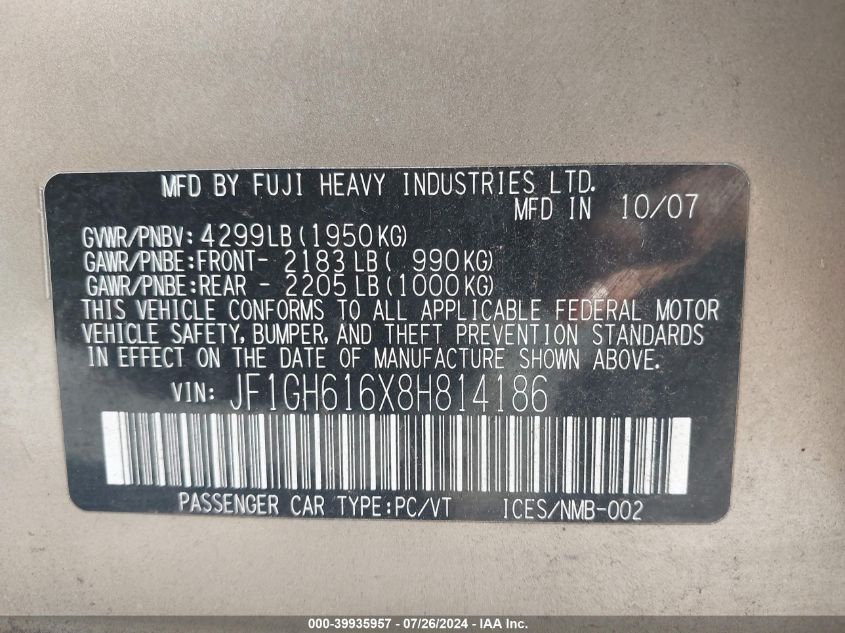 MFD BY FUJI HEAVY INDUSTRIES LTD.
MFD IN 10/07
GVWR/PNBV: 4299LB (1950KG)
GAWR/PNBE:FRONT- 2183 LB ( 990KG)
GAWR/PNBE:REAR - 2205 LB (1000KG)
THIS VEHICLE CONFORMS TO ALL APPLICABLE FEDERAL MOTOR
VEHICLE SAFETY, BUMPER, AND THEFT PREVENTION STANDARDS
IN EFFECT ON THE DATE OF MANUFACTURE SHOWN ABOVE.
VIN: JF1GH616X8H814186
PASSENGER CAR TYPE:PC/VT ICES/NMB-002
000-39935957 - 07/26/2024 - IAA Inc.